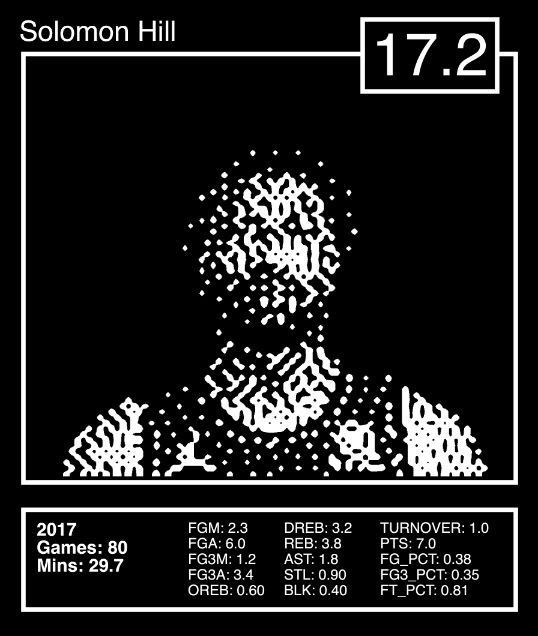 Solomon Hill
17.2
2017
Games: 80
Mins: 29.7
FGM: 2.3
FGA: 6.0
FG3M: 1.2
FG3A: 3.4
OREB: 0.60
DREB: 3.2
REB: 3.8
AST: 1.8
STL: 0.90
BLK: 0.40
TURNOVER: 1.0
PTS: 7.0
FG_PCT: 0.38
FG3_PCT: 0.35
FT_PCT: 0.81